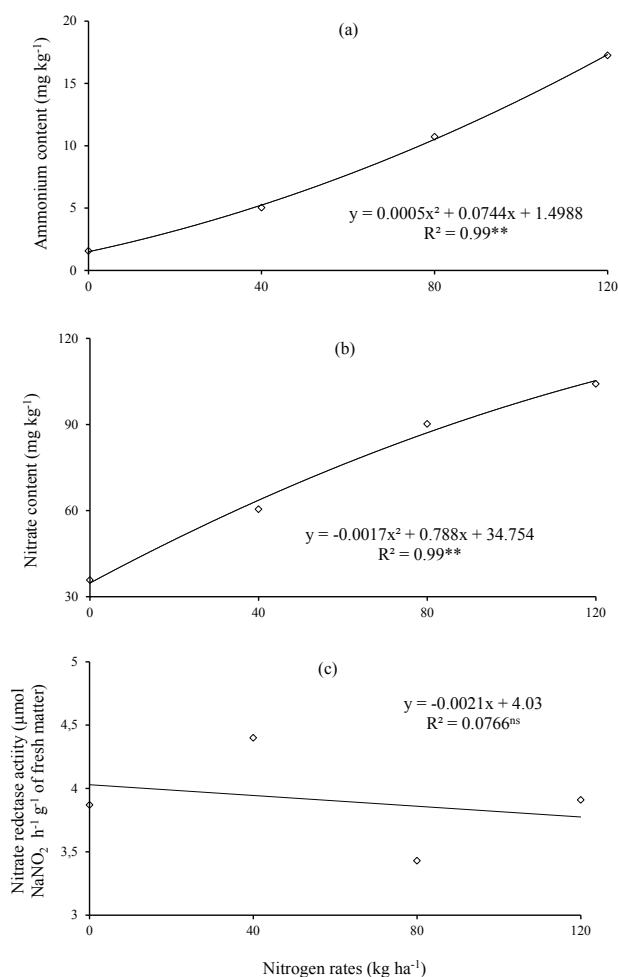 (a)
Ammonium content (mg kg⁻¹)
20
15
10
5
0
y = 0.0005x² + 0.0744x + 1.4988
R² = 0.99**
0 40 80 120
(b)
Nitrate content (mg kg⁻¹)
120
90
60
30
y = -0.0017x² + 0.788x + 34.754
R² = 0.99**
0 40 80 120
(c)
Nitrate redctase actiity (µmol
NaNO₂ h⁻¹ g⁻¹ of fresh matter)
5
4,5
4
3,5
3
y = -0.0021x + 4.03
R² = 0.0766ⁿˢ
0 40 80 120
Nitrogen rates (kg ha⁻¹)